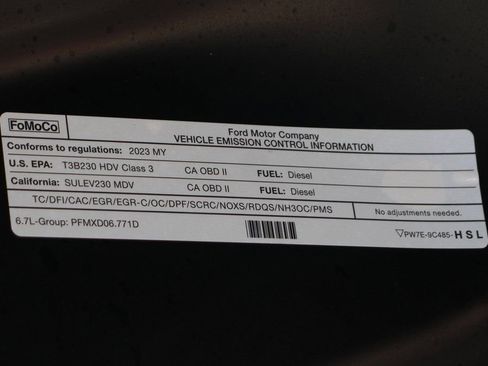 FoMoCo
Ford Motor Company
VEHICLE EMISSION CONTROL INFORMATION
Conforms to regulations: 2023 MY
U.S. EPA: T3B230 HDV Class 3 CA OBD II FUEL: Diesel
California: SULEV230 MDV CA OBD II FUEL: Diesel
TC/DFI/CAC/EGR/EGR-C/OC/DPF/SCRC/NOXS/RDQS/NH3OC/PMS No adjustments needed.
6.7L-Group: PFMXD06.771D ▽PW7E-9C485-HSL